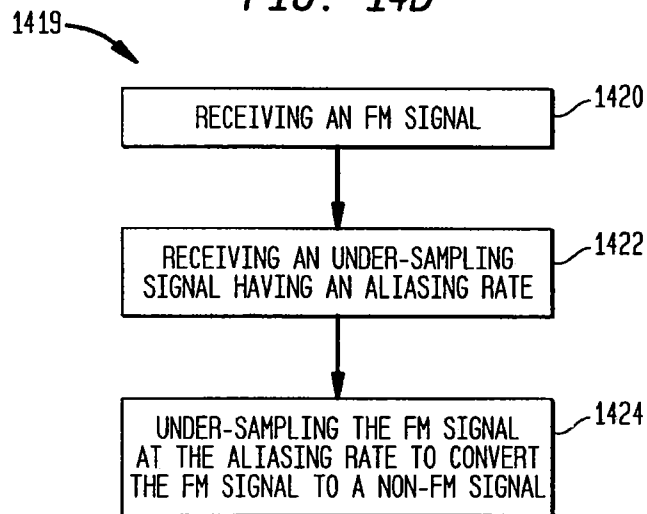 FIG. 14D
1419
RECEIVING AN FM SIGNAL
1420
RECEIVING AN UNDER-SAMPLING
SIGNAL HAVING AN ALIASING RATE
1422
UNDER-SAMPLING THE FM SIGNAL
AT THE ALIASING RATE TO CONVERT
THE FM SIGNAL TO A NON-FM SIGNAL
1424